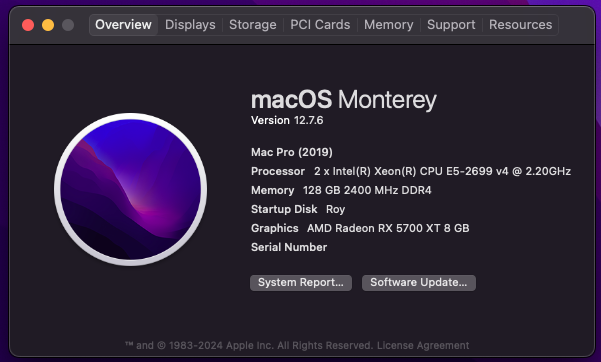 Overview Displays Storage PCI Cards Memory Support Resources
macOS Monterey
Version 12.7.6
Mac Pro (2019)
Processor 2 x Intel(R) Xeon(R) CPU E5-2699 v4 @ 2.20GHz
Memory 128 GB 2400 MHz DDR4
Startup Disk Roy
Graphics AMD Radeon RX 5700 XT 8 GB
Serial Number
System Report... Software Update...
™ and © 1983-2024 Apple Inc. All Rights Reserved. License Agreement